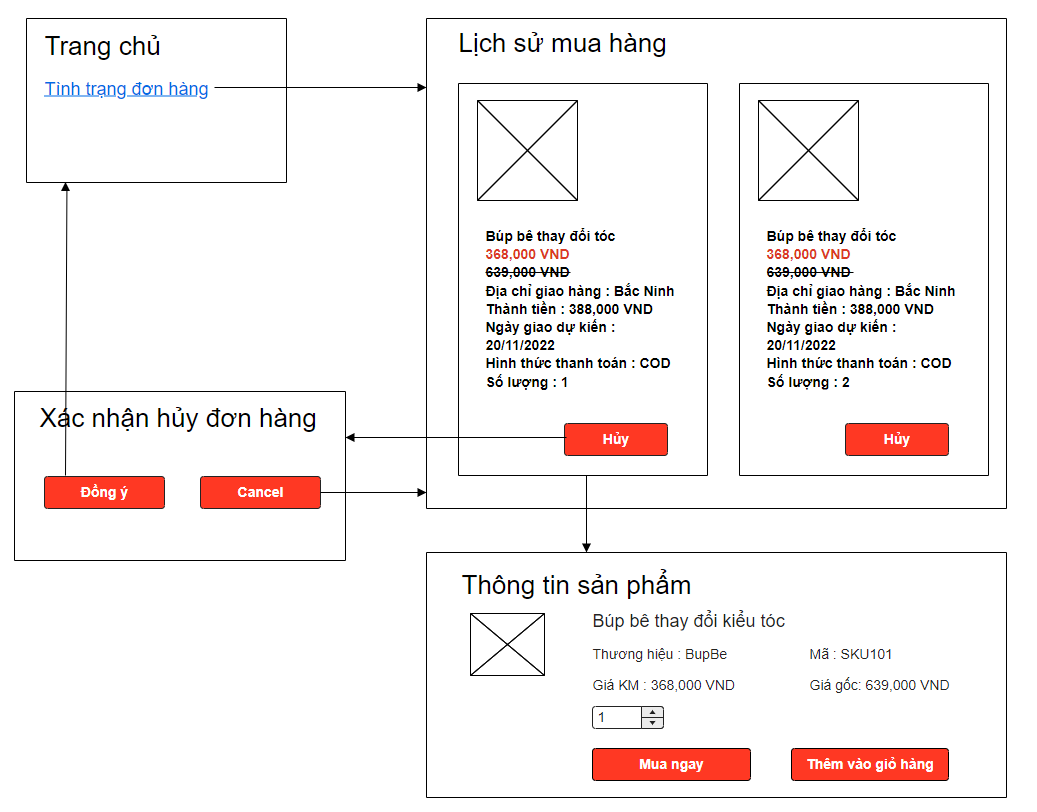 Trang chủ
Tình trạng đơn hàng
Lịch sử mua hàng
Búp bê thay đổi tóc
368,000 VND
639,000 VND
Địa chỉ giao hàng : Bắc Ninh
Thành tiền : 388,000 VND
Ngày giao dự kiến :
20/11/2022
Hình thức thanh toán : COD
Số lượng : 1
Hủy
Búp bê thay đổi tóc
368,000 VND
639,000 VND
Địa chỉ giao hàng : Bắc Ninh
Thành tiền : 388,000 VND
Ngày giao dự kiến :
20/11/2022
Hình thức thanh toán : COD
Số lượng : 2
Hủy
Xác nhận hủy đơn hàng
Đồng ý
Cancel
Thông tin sản phẩm
Búp bê thay đổi kiểu tóc
Thương hiệu : BupBe
Mã : SKU101
Giá KM : 368,000 VND
Giá gốc: 639,000 VND
1
Mua ngay
Thêm vào giỏ hàng